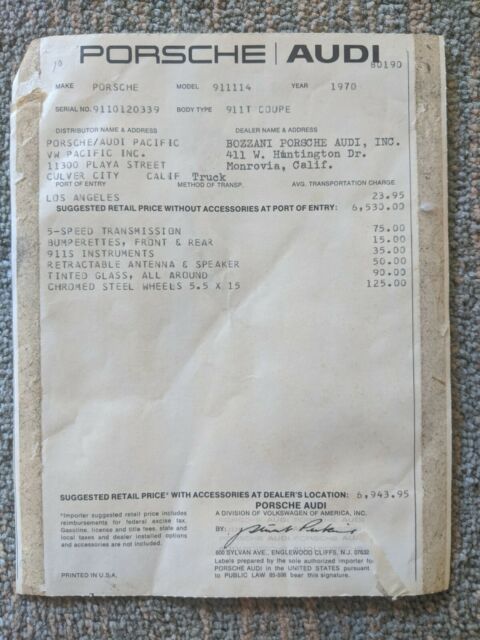 PORSCHE | AUDI
80190
MAKE PORSCHE MODEL 911114 YEAR 1970
SERIAL NO. 9110120339 BODY TYPE 911T COUPE
DISTRIBUTOR NAME & ADDRESS DEALER NAME & ADDRESS
PORSCHE/AUDI PACIFIC BOZZANI PORSCHE AUDI, INC.
VW PACIFIC INC. 411 W. Huntington Dr.
11300 PLAYA STREET Monrovia, Calif.
CULVER CITY CALIF Truck
PORT OF ENTRY METHOD OF TRANSP. AVG. TRANSPORTATION CHARGE
LOS ANGELES 23.95
SUGGESTED RETAIL PRICE WITHOUT ACCESSORIES AT PORT OF ENTRY: 6,530.00
5-SPEED TRANSMISSION 75.00
BUMPERETTES, FRONT & REAR 15.00
911S INSTRUMENTS 35.00
RETRACTABLE ANTENNA & SPEAKER 50.00
TINTED GLASS, ALL AROUND 90.00
CHROMED STEEL WHEELS 5.5 X 15 125.00
SUGGESTED RETAIL PRICE* WITH ACCESSORIES AT DEALER'S LOCATION: 6,943.95
PORSCHE AUDI
*Importer suggested retail price includes A DIVISION OF VOLKSWAGEN OF AMERICA, INC.
reimbursements for federal excise tax.
Gasoline, license and title fees, state and BY:
local taxes and dealer installed options
and accessories are not included.
600 SYLVAN AVE., ENGLEWOOD CLIFFS, N.J. 07632
Labels prepared by the sole authorized importer for
PORSCHE AUDI in the UNITED STATES pursuant
PRINTED IN U.S.A. to PUBLIC LAW 85-506 bear this signature.